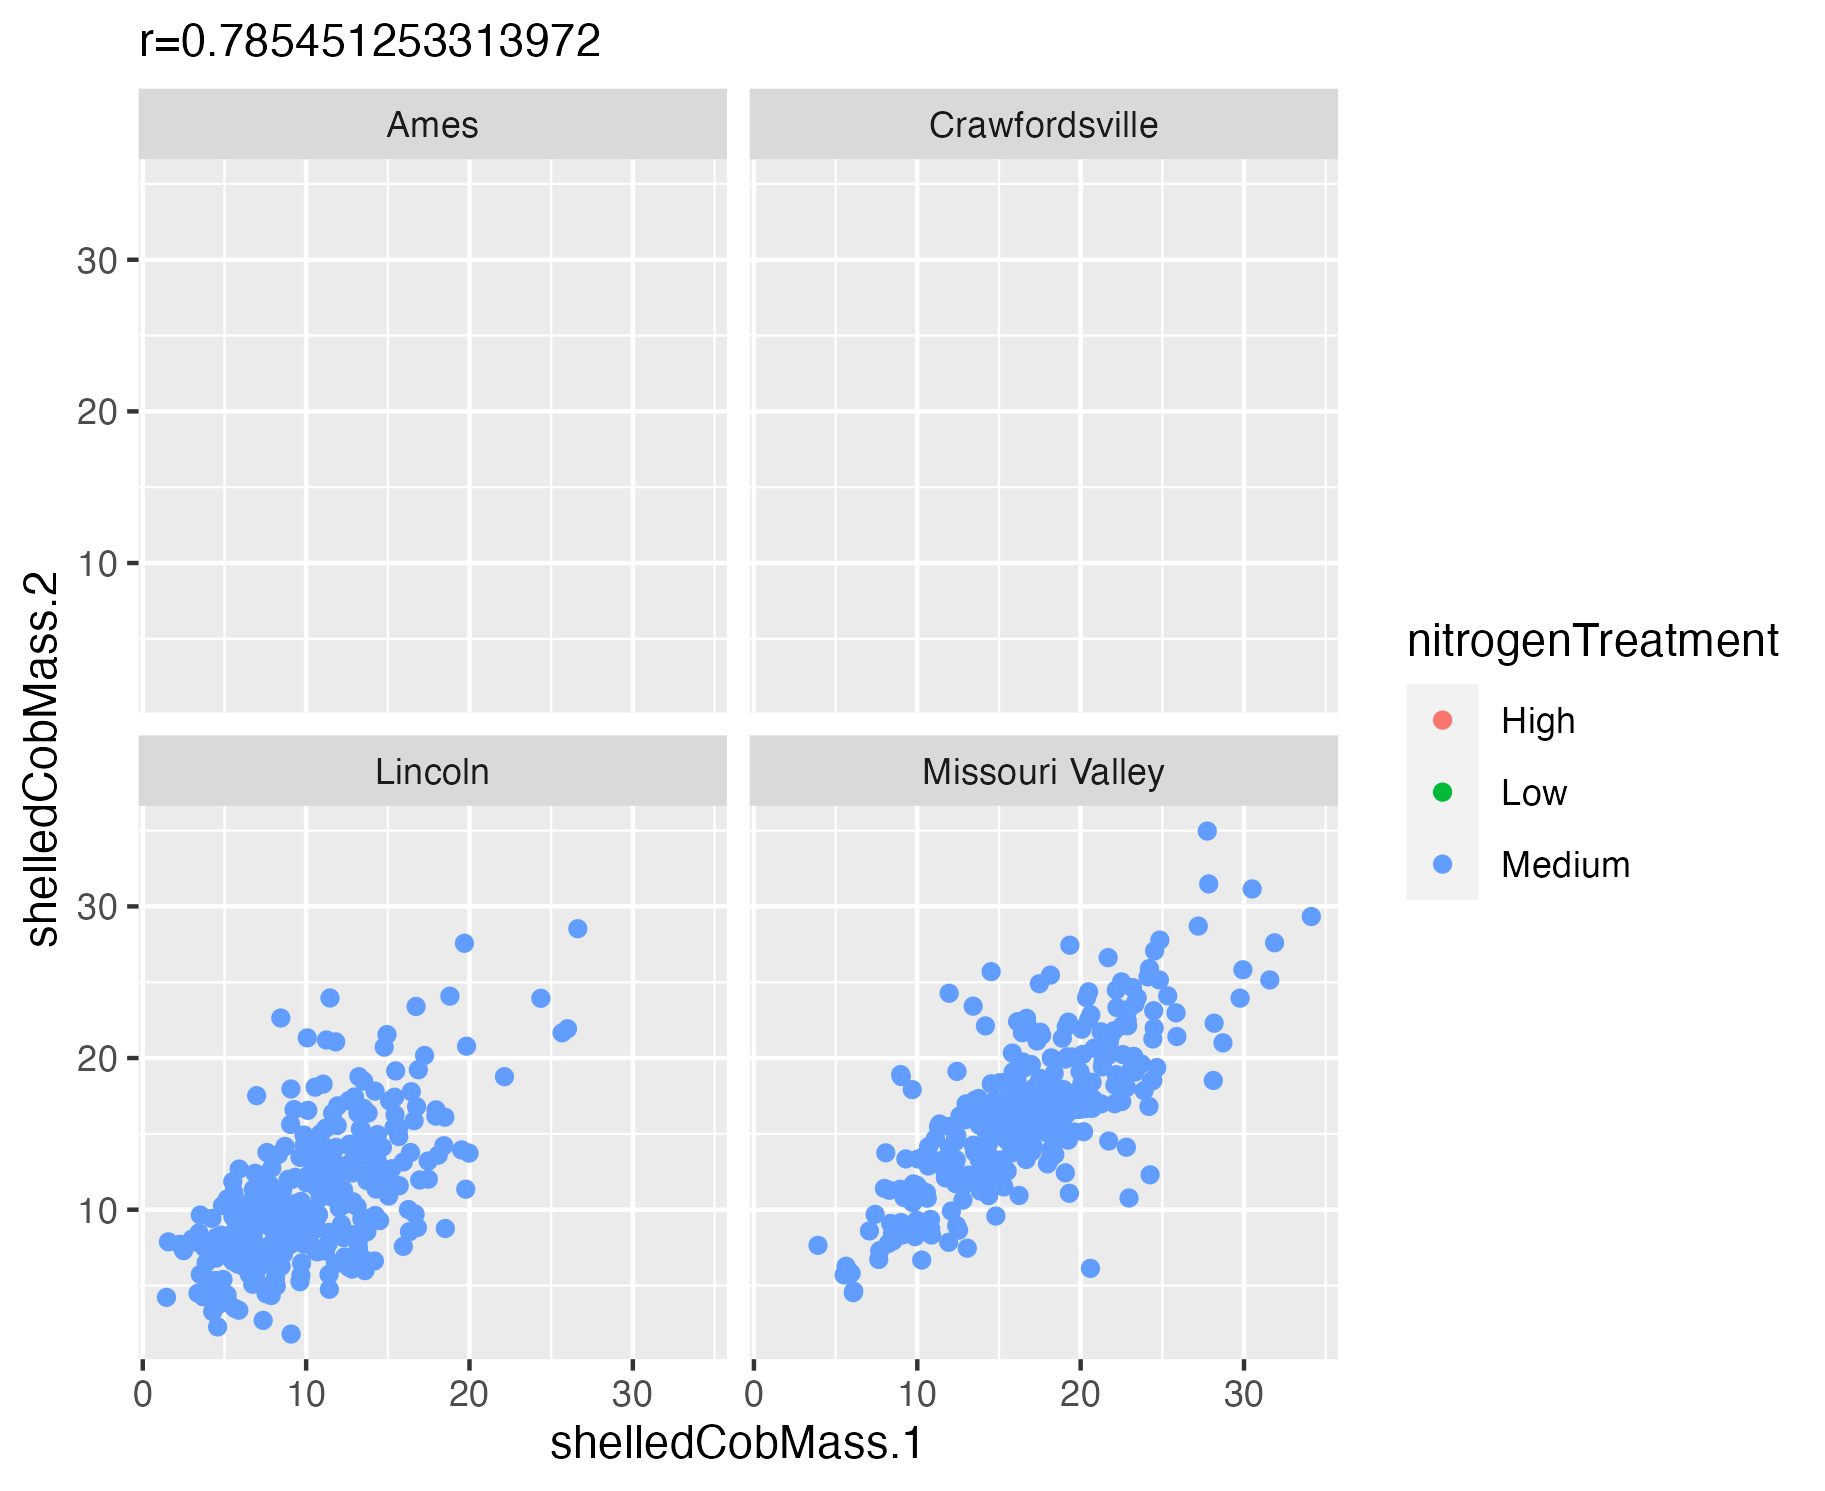 r=0.785451253313972
Ames
Crawfordsville
30
20
10
Lincoln
Missouri Valley
30
20
10
0
10
20
30
0
10
20
30
shelledCobMass.1
shelledCobMass.2
nitrogenTreatment
High
Low
Medium